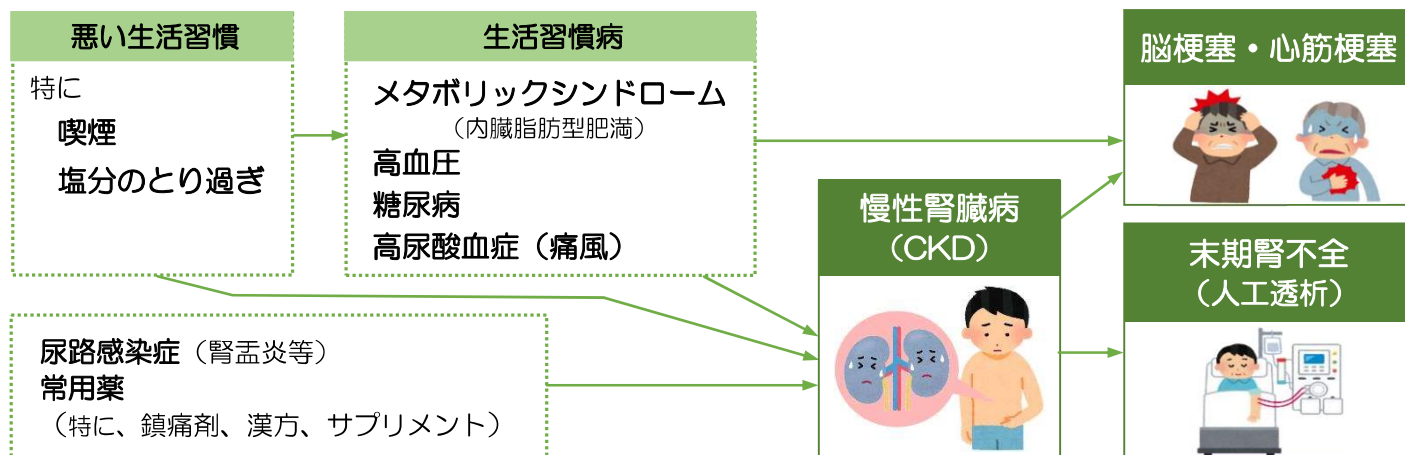 悪い生活習慣
特に
喫煙
塩分のとり過ぎ
生活習慣病
メタボリックシンドローム
（内臓脂肪型肥満）
高血圧
糖尿病
高尿酸血症（痛風）
尿路感染症（腎盂炎等）
常用薬
（特に、鎮痛剤、漢方、サプリメント）
慢性腎臓病
（CKD）
脳梗塞・心筋梗塞
末期腎不全
（人工透析）